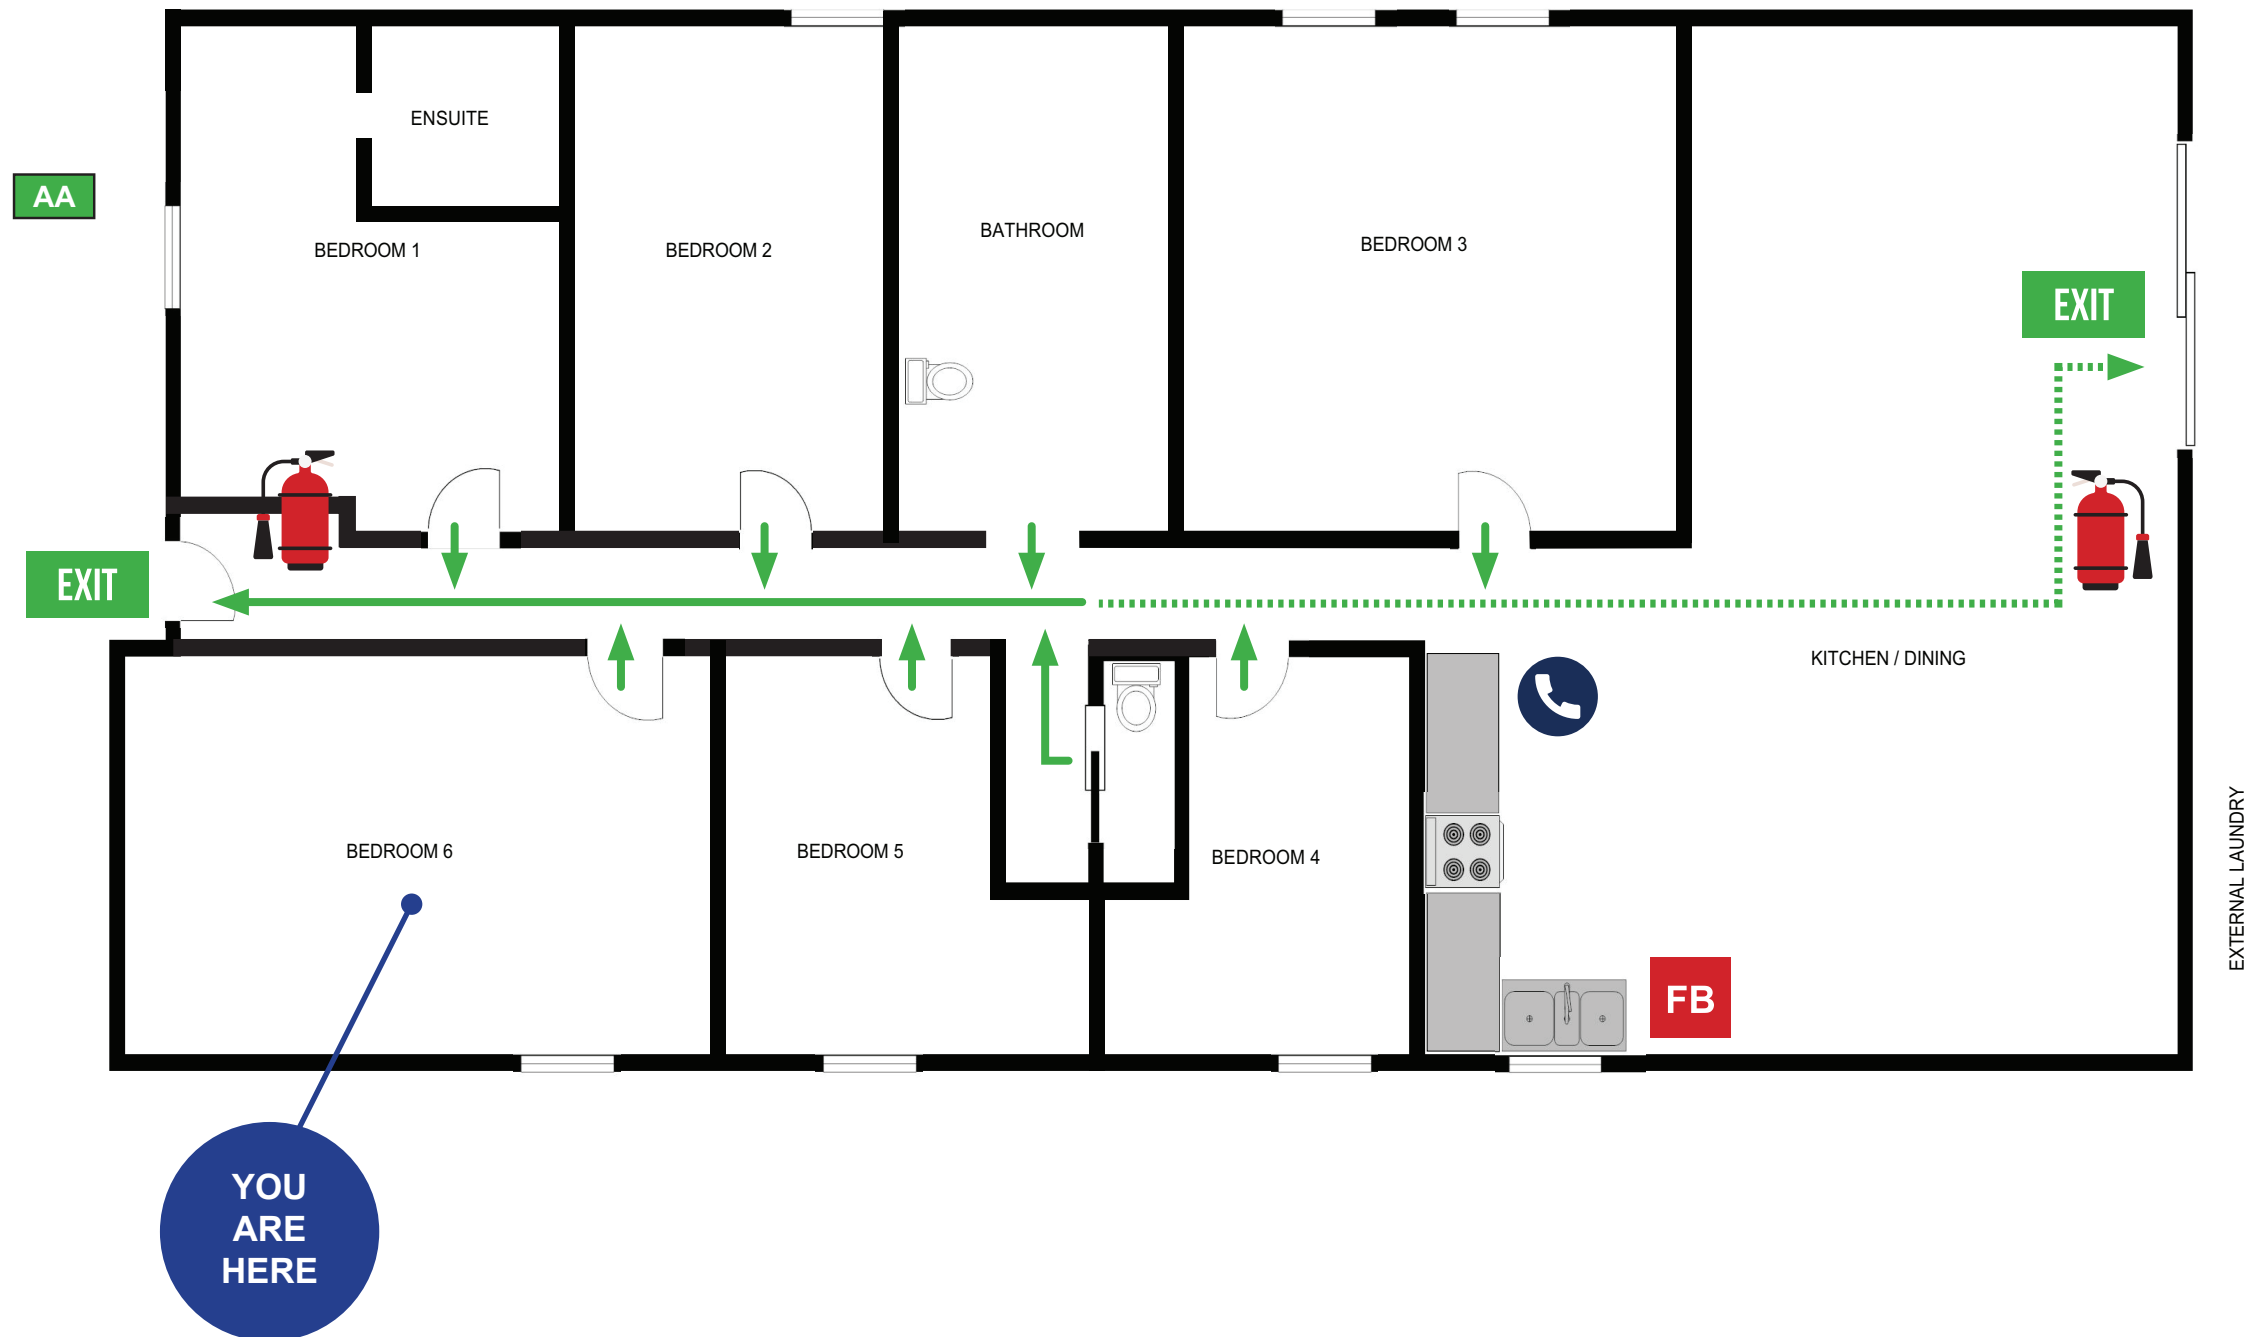 ENSUITE
AA
BEDROOM 1
BEDROOM 2
BATHROOM
BEDROOM 3
EXIT
EXIT
KITCHEN / DINING
BEDROOM 6
BEDROOM 5
BEDROOM 4
EXTERNAL LAUNDRY
FB
YOU
ARE
HERE